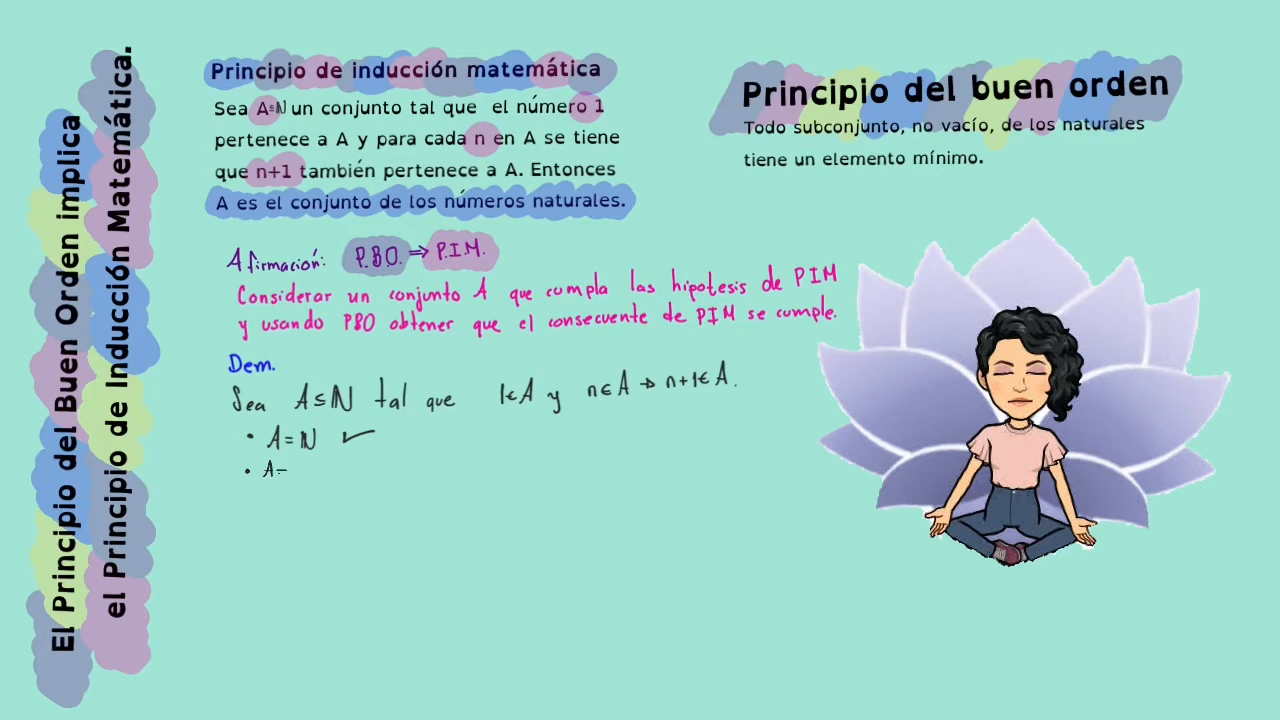 El Principio del Buen Orden implica
el Principio de Inducción Matemática.
Principio de inducción matemática
Sea A⊆ℕ un conjunto tal que el número 1
pertenece a A y para cada n en A se tiene
que n+1 también pertenece a A. Entonces
A es el conjunto de los números naturales.
Principio del buen orden
Todo subconjunto, no vacío, de los naturales
tiene un elemento mínimo.
Afirmación: P.B.O. ⇒ P.I.M.
Considerar un conjunto A que cumpla las hipotesis de PIM
y usando PBO obtener que el consecuente de PIM se cumple.
Dem.
Sea A⊆ℕ tal que 1∈A y n∈A → n+1∈A.
• A=ℕ ✓
• A=